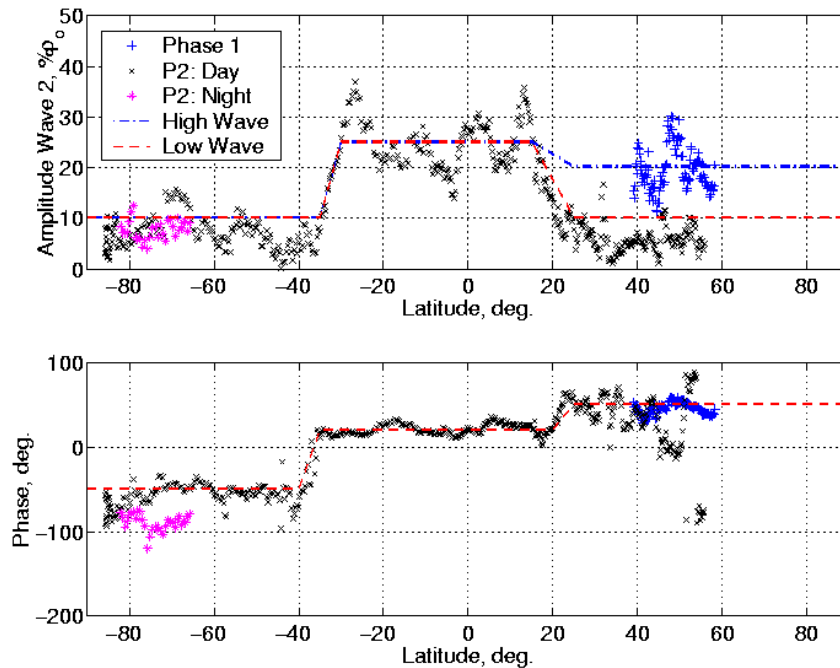 Amplitude Wave 2, %ρ₀
50
40
30
20
10
0
Phase 1
P2: Day
P2: Night
High Wave
Low Wave
−80 −60 −40 −20 0 20 40 60 80
Latitude, deg.
Phase, deg.
100
0
−100
−200
−80 −60 −40 −20 0 20 40 60 80
Latitude, deg.